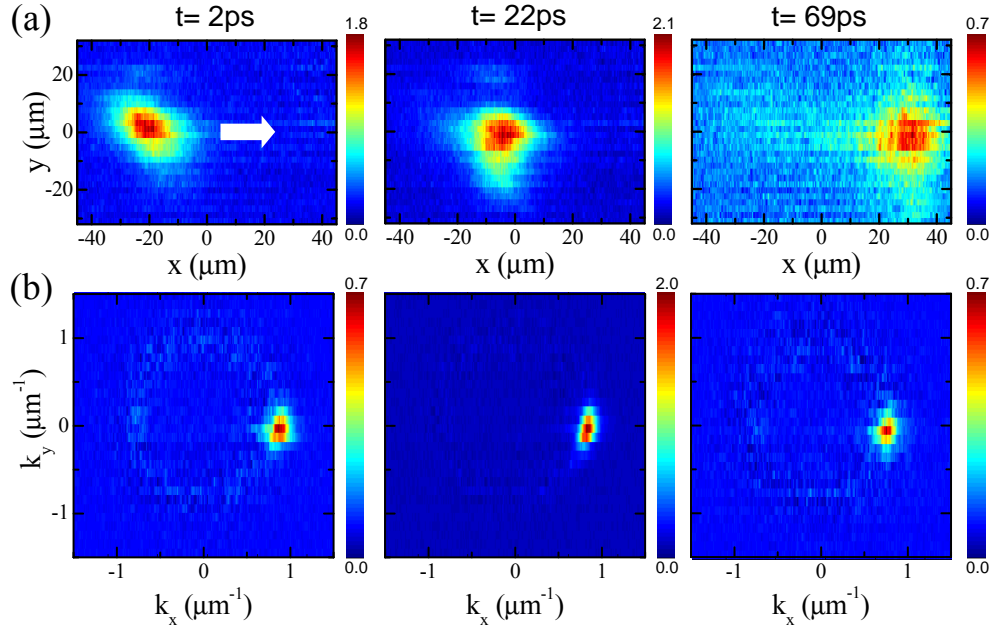 (a) t= 2ps t= 22ps t= 69ps
1.8 2.1 0.7
20
0
-20
y (μm)
0.0 0.0 0.0
-40 -20 0 20 40 -40 -20 0 20 40 -40 -20 0 20 40
x (μm) x (μm) x (μm)
(b) 0.7 2.0 0.7
1
0
-1
k_y (μm⁻¹)
0.0 0.0 0.0
-1 0 1 -1 0 1 -1 0 1
k_x (μm⁻¹) k_x (μm⁻¹) k_x (μm⁻¹)